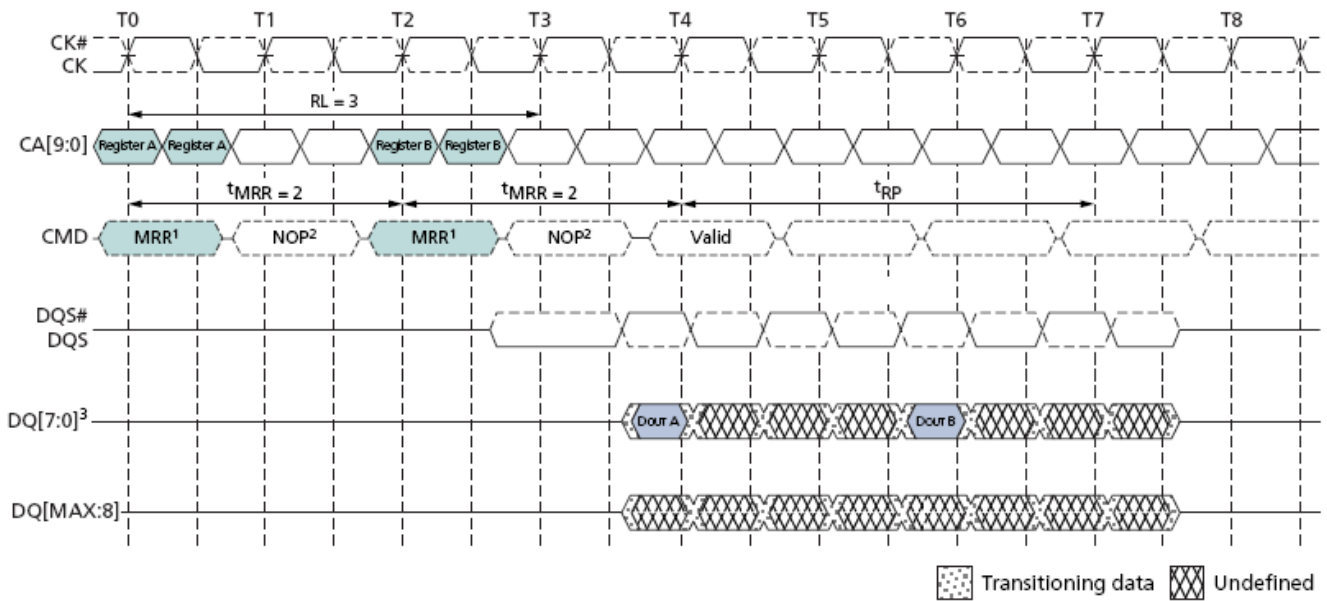 T0 T1 T2 T3 T4 T5 T6 T7 T8
CK#
CK
RL = 3
CA[9:0] Register A Register A Register B Register B
tMRR = 2 tMRR = 2 tRP
CMD MRR¹ NOP² MRR¹ NOP² Valid
DQS#
DQS
DQ[7:0]³ DOUT A DOUT B
DQ[MAX:8]
Transitioning data Undefined